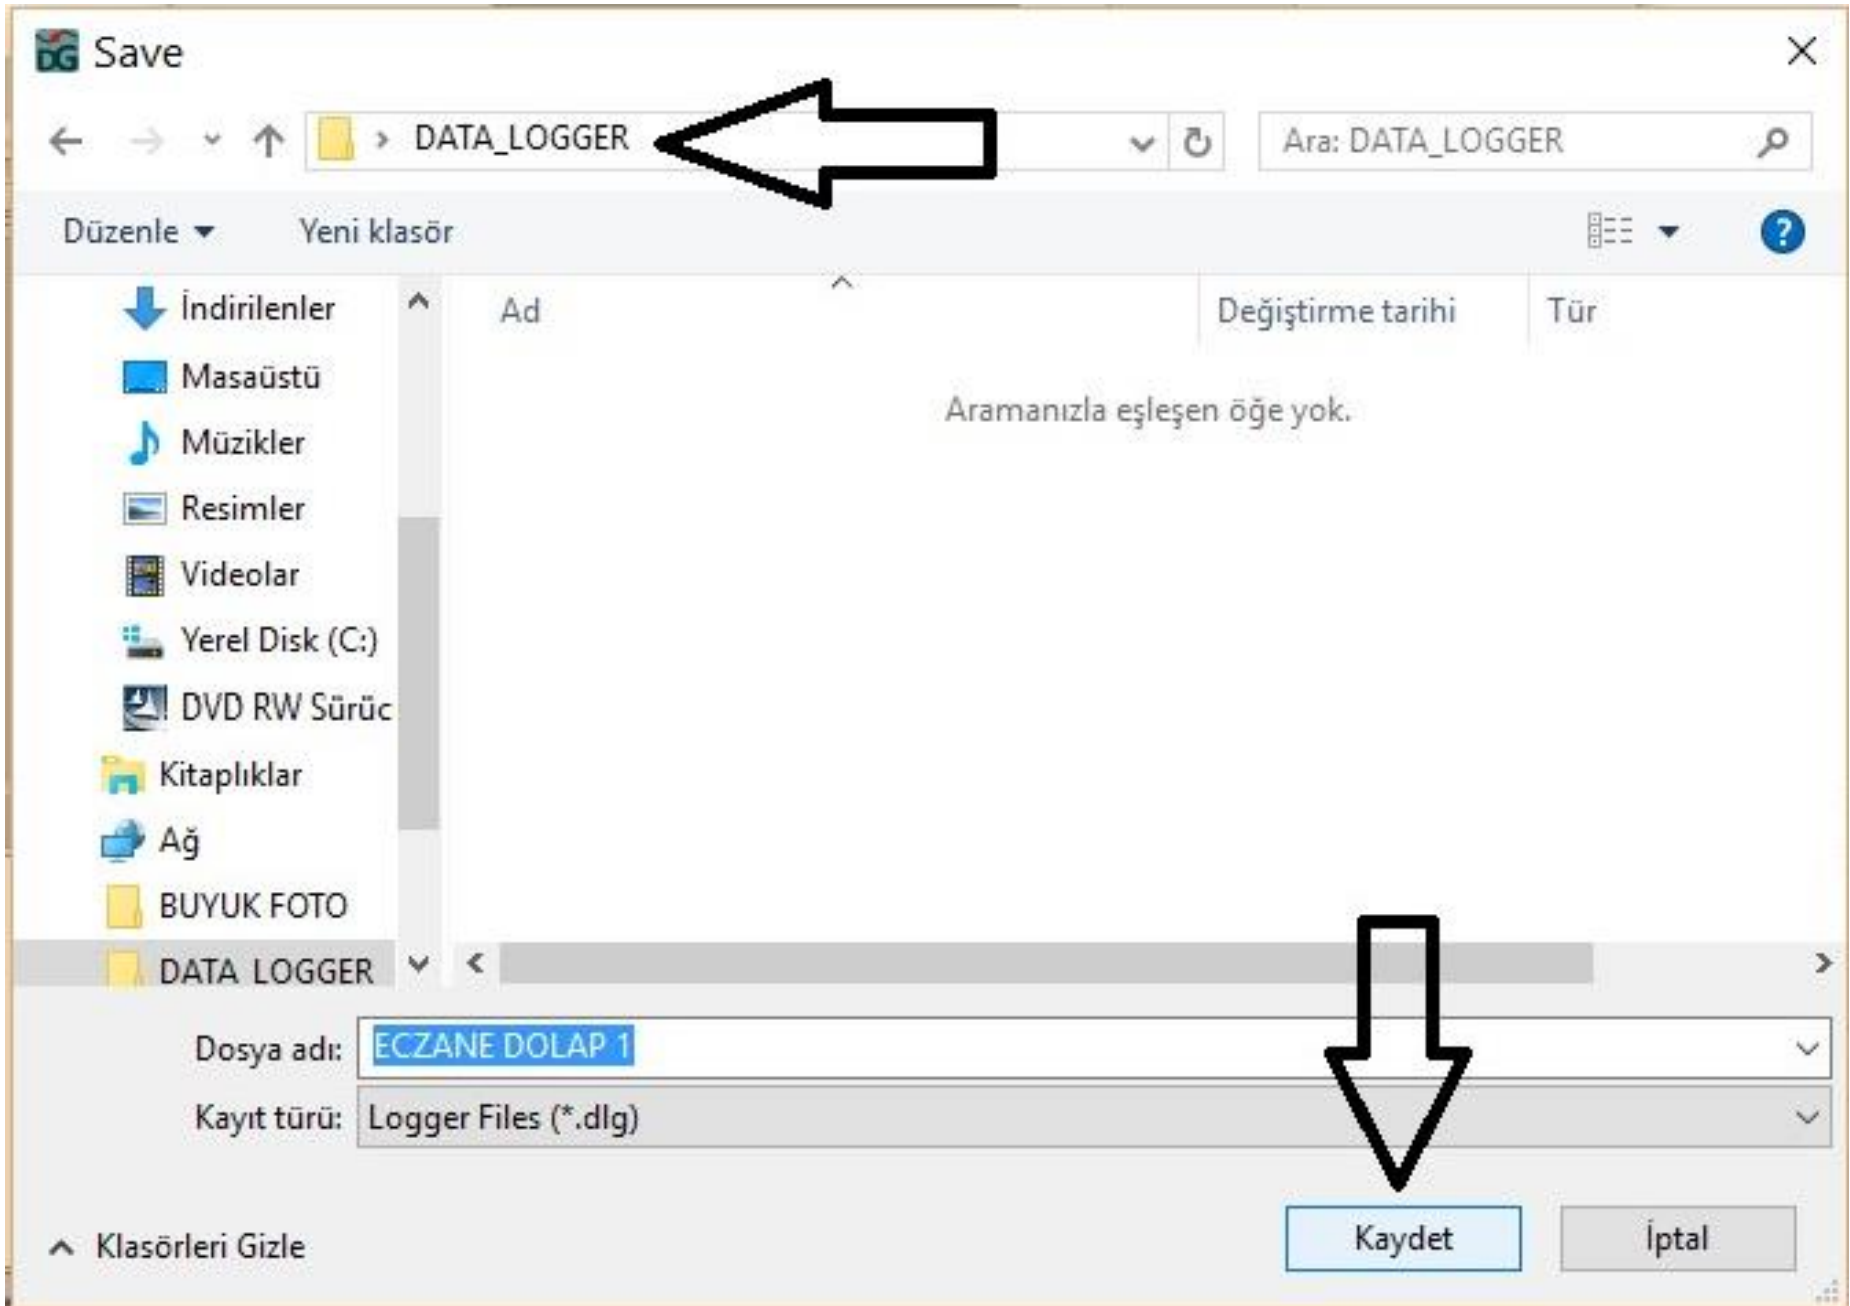 DG Save
DATA_LOGGER
Ara: DATA_LOGGER
Düzenle Yeni klasör
?
İndirilenler
Masaüstü
Müzikler
Resimler
Videolar
Yerel Disk (C:)
DVD RW Sürüc
Kitaplıklar
Ağ
BUYUK FOTO
DATA_LOGGER
Ad Değiştirme tarihi Tür
Aramanızla eşleşen öğe yok.
Dosya adı: ECZANE DOLAP 1
Kayıt türü: Logger Files (*.dlg)
Klasörleri Gizle
Kaydet İptal